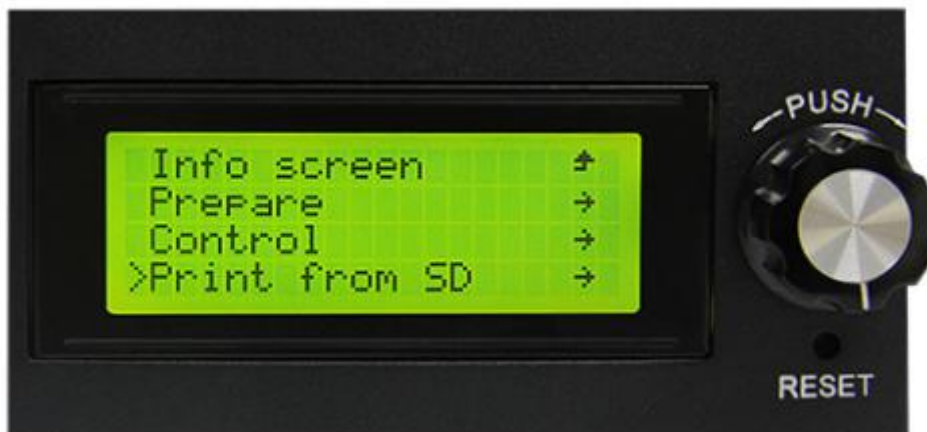 Info screen
Prepare
Control
>Print from SD
PUSH
RESET